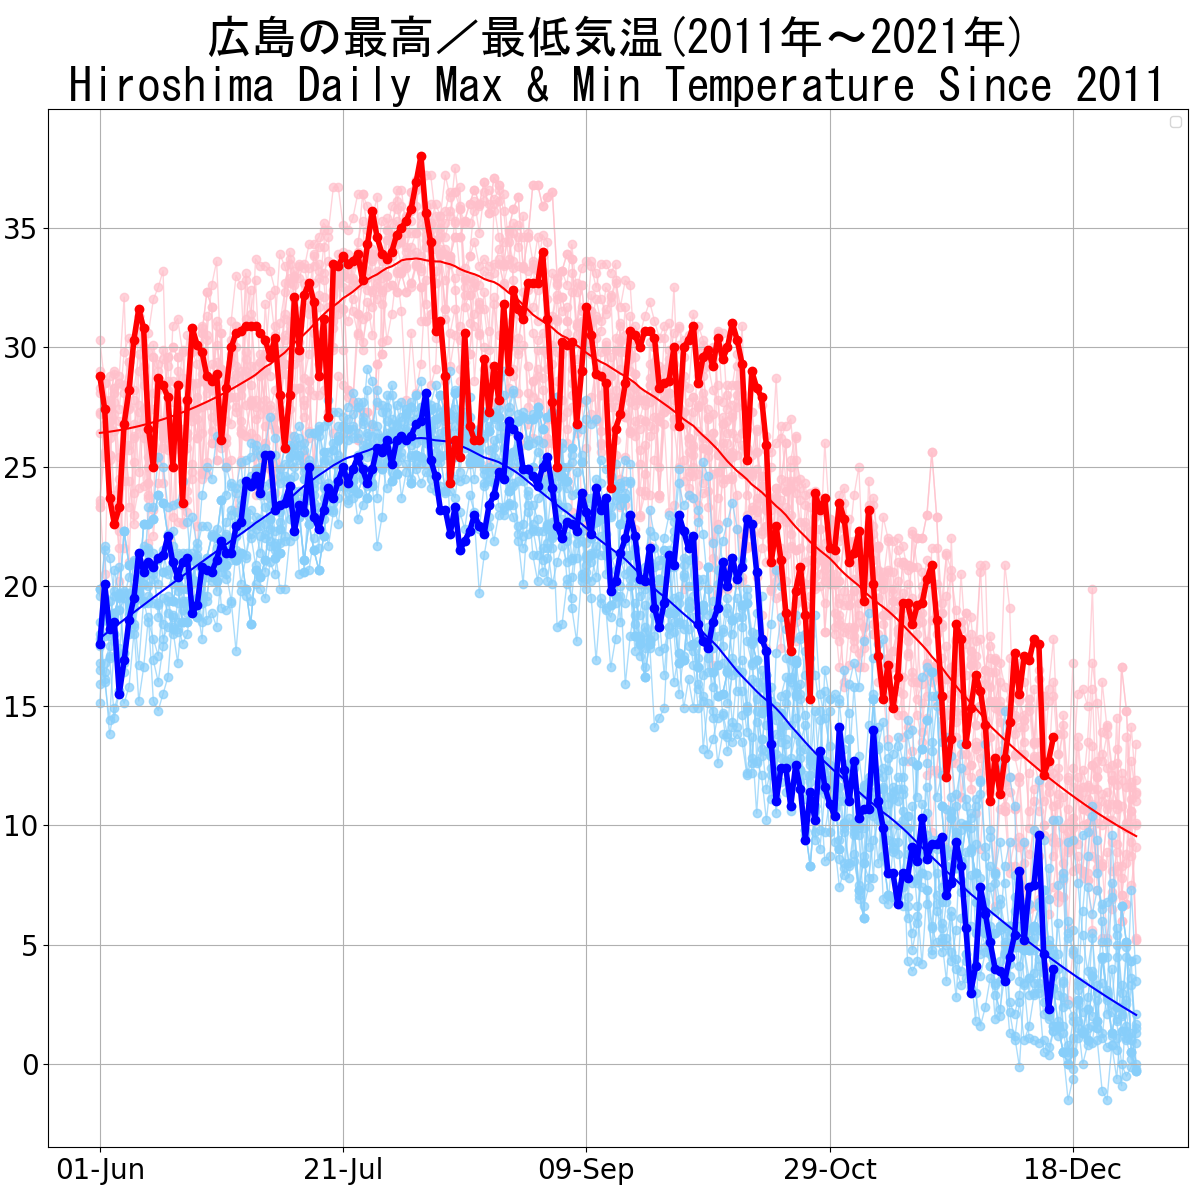 広島の最高／最低気温(2011年～2021年)
Hiroshima Daily Max & Min Temperature Since 2011
35
30
25
20
15
10
5
0
01-Jun 21-Jul 09-Sep 29-Oct 18-Dec